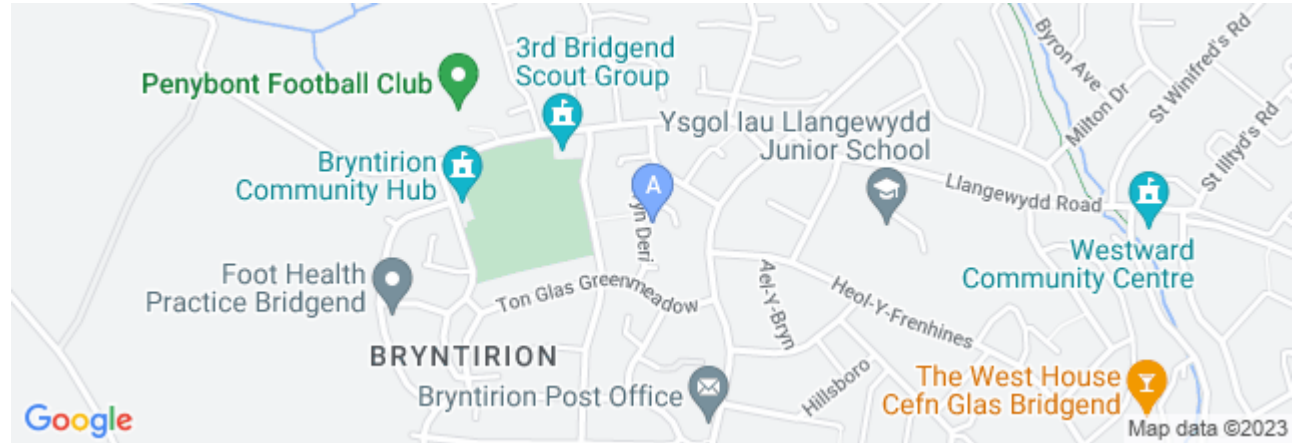 Penybont Football Club
3rd Bridgend
Scout Group
Byron Ave
Milton Dr
St Winifred's Rd
St Illtyd's Rd
Ysgol Iau Llangewydd
Junior School
Bryntirion
Community Hub
A
Deri
Llangewydd Road
Westward
Community Centre
Foot Health
Practice Bridgend
Ton Glas Greenmeadow
Ael-Y-Bryn
Heol-Y-Frenhines
BRYNTIRION
Bryntirion Post Office
Hillsboro
The West House
Cefn Glas Bridgend
Google
Map data ©2023